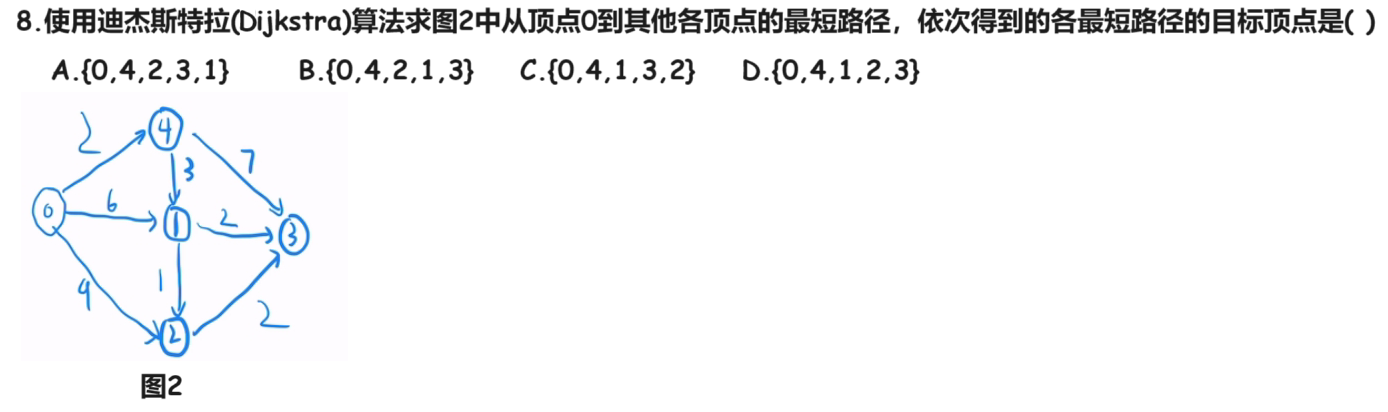 8.使用迪杰斯特拉(Dijkstra)算法求图2中从顶点0到其他各顶点的最短路径，依次得到的各最短路径的目标顶点是( )
A.{0,4,2,3,1} B.{0,4,2,1,3} C.{0,4,1,3,2} D.{0,4,1,2,3}
2 4
3 7
0 6 1 2 3
9 1
2 2
图2